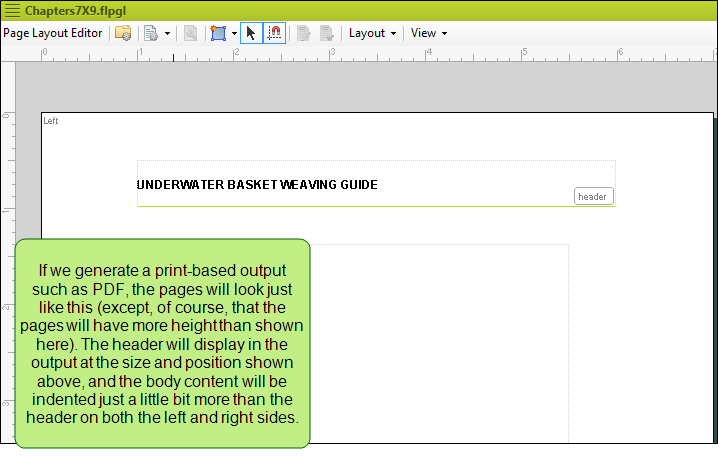 Chapters7X9.flpgl
Page Layout Editor Layout View
0 1 2 3 4 5 6 7
Left
0
UNDERWATER BASKET WEAVING GUIDE
header
1
If we generate a print-based output
such as PDF, the pages will look just
like this (except, of course, that the
pages will have more height than shown
here). The header will display in the
output at the size and position shown
above, and the body content will be
indented just a little bit more than the
header on both the left and right sides.
2
3